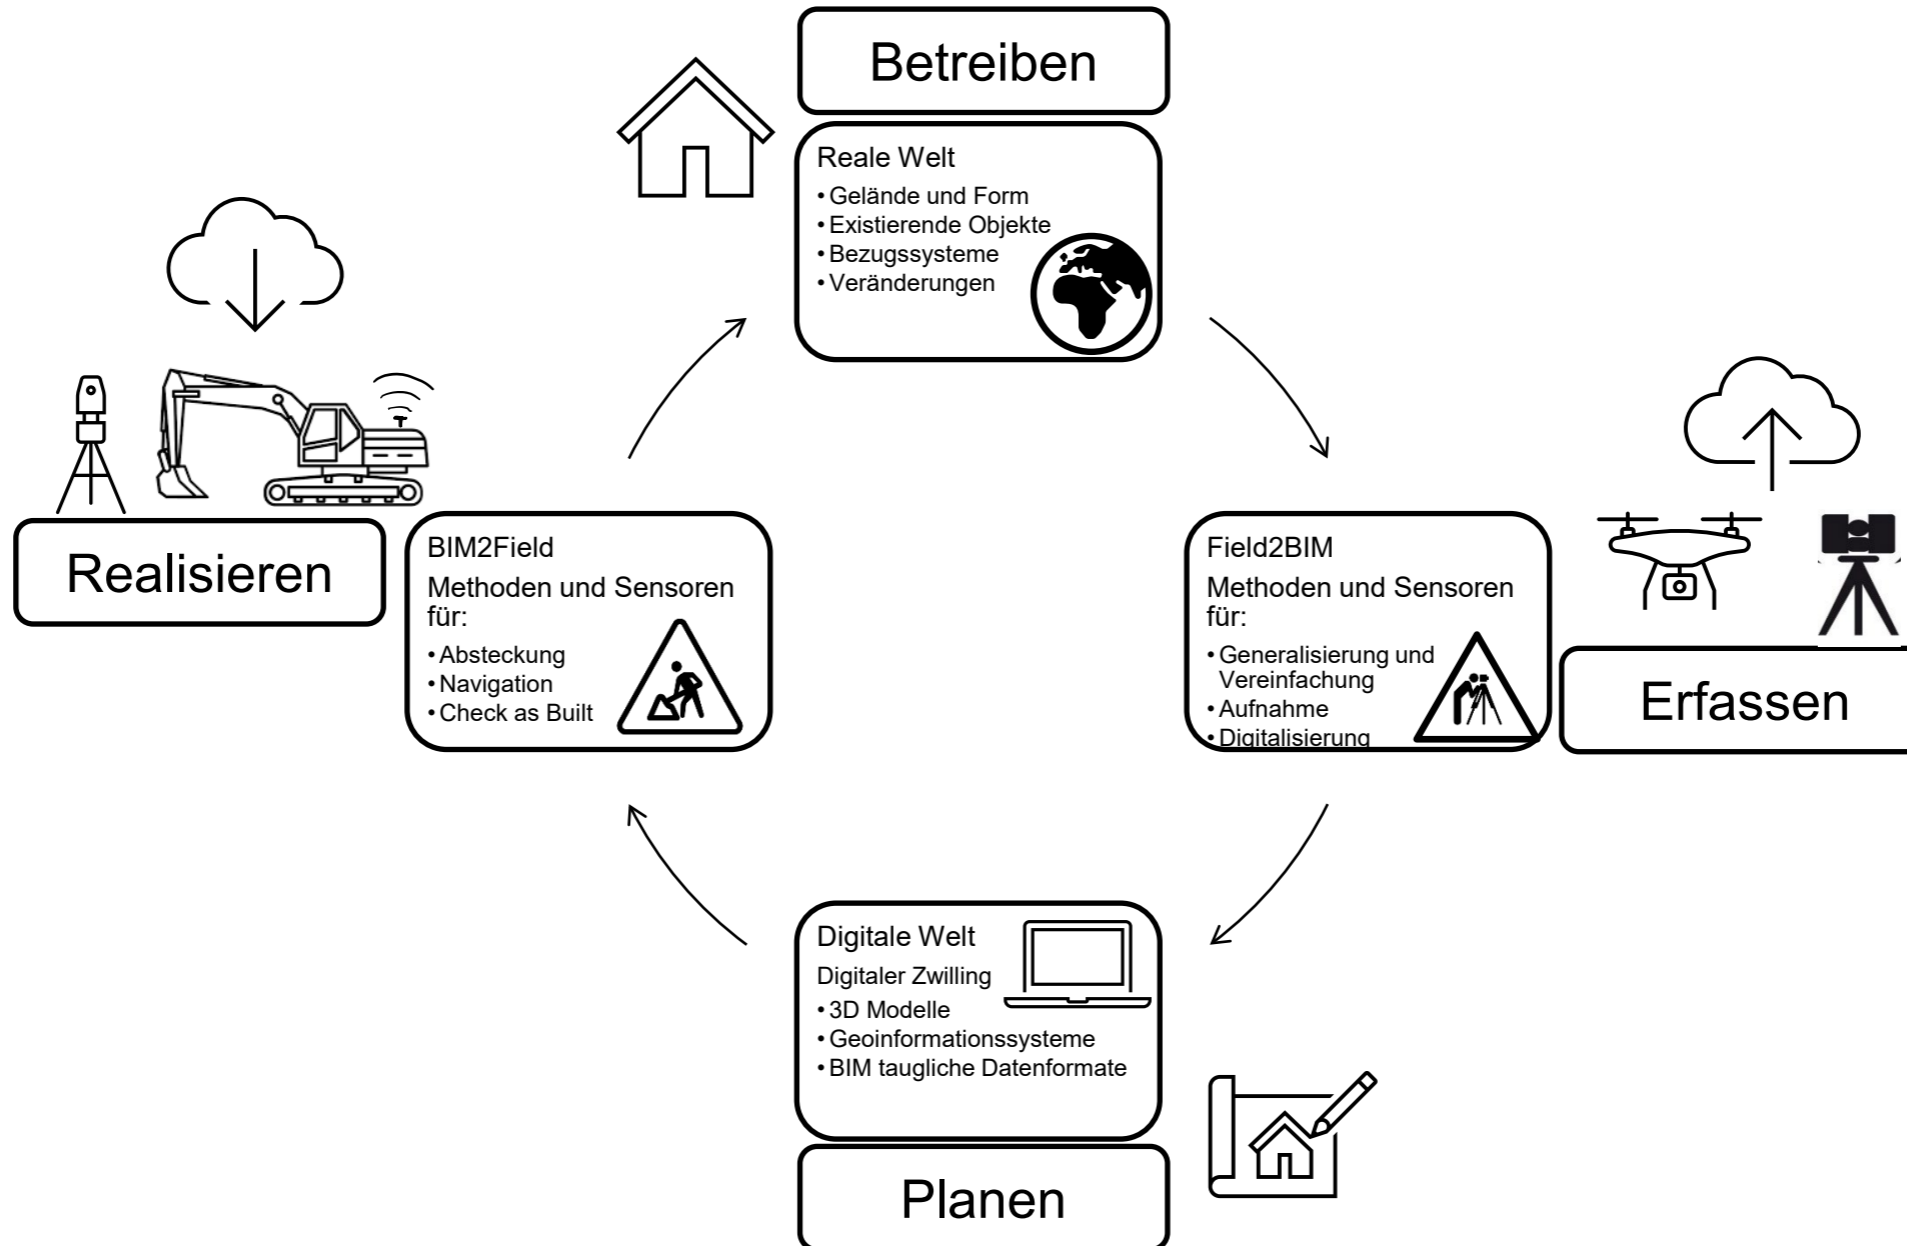 Betreiben
Reale Welt
• Gelände und Form
• Existierende Objekte
• Bezugssysteme
• Veränderungen
Realisieren
BIM2Field
Methoden und Sensoren
für:
• Absteckung
• Navigation
• Check as Built
Field2BIM
Methoden und Sensoren
für:
• Generalisierung und
Vereinfachung
• Aufnahme
• Digitalisierung
Erfassen
Digitale Welt
Digitaler Zwilling
• 3D Modelle
• Geoinformationssysteme
• BIM taugliche Datenformate
Planen